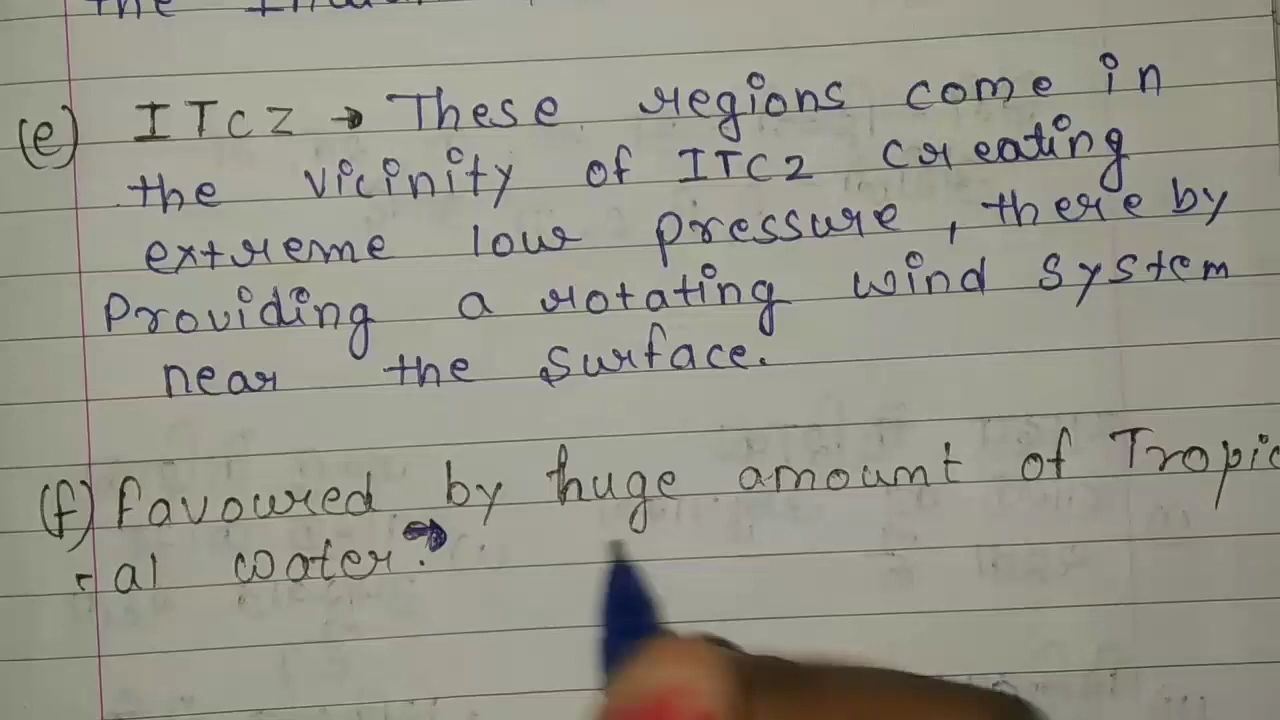 the
(e) ITCZ → These regions come in
the vicinity of ITCZ creating
extreme low pressure, there by
Providing a rotating wind system
near the surface.
(f) Favoured by huge amount of Tropic
-al water. →